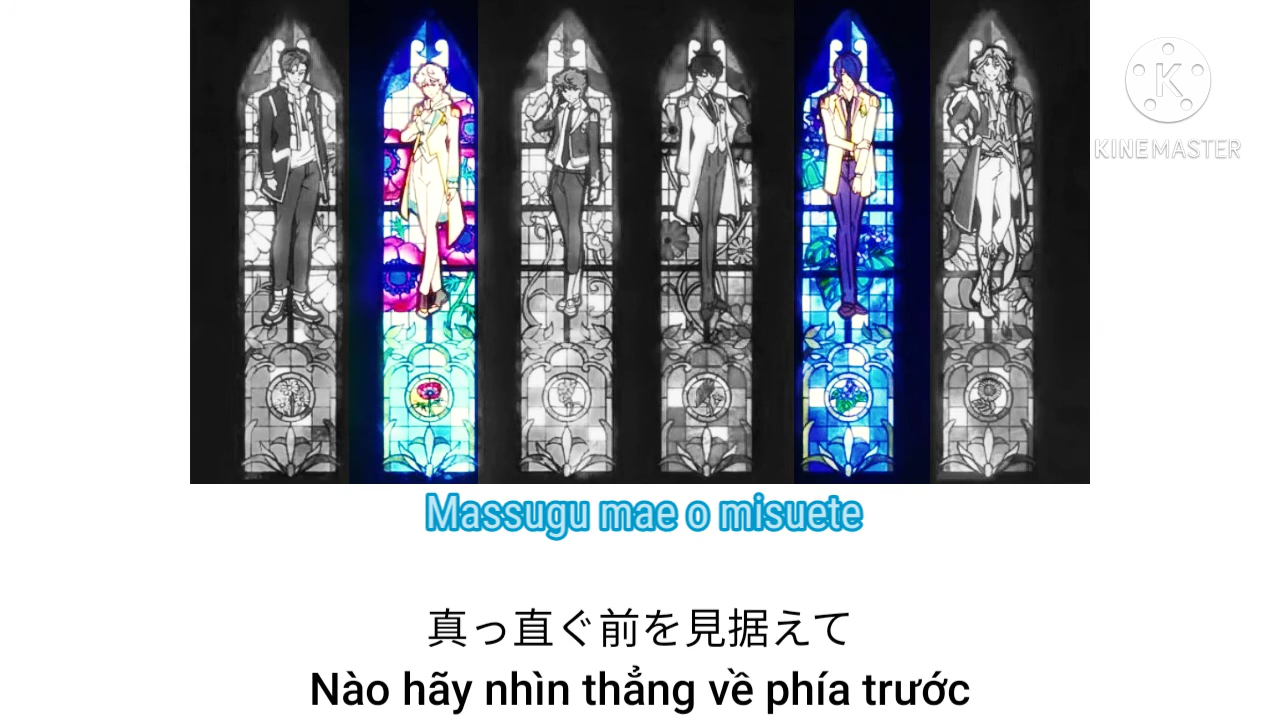 K
KINEMASTER
Massugu mae o misuete
真っ直ぐ前を見据えて
Nào hãy nhìn thẳng về phía trước